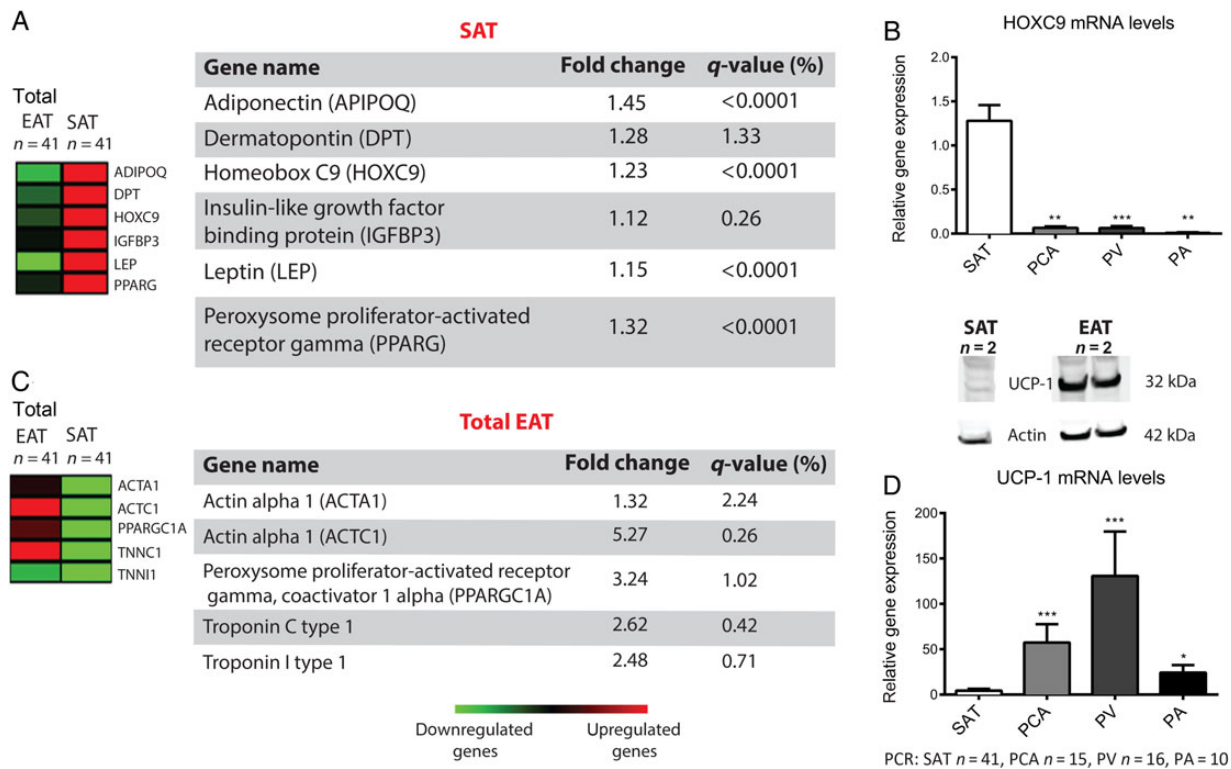 A
SAT
Total
EAT SAT
n = 41 n = 41
ADIPOQ
DPT
HOXC9
IGFBP3
LEP
PPARG
Gene name Fold change q-value (%)
Adiponectin (APIPOQ) 1.45 <0.0001
Dermatopontin (DPT) 1.28 1.33
Homeobox C9 (HOXC9) 1.23 <0.0001
Insulin-like growth factor
binding protein (IGFBP3) 1.12 0.26
Leptin (LEP) 1.15 <0.0001
Peroxysome proliferator-activated
receptor gamma (PPARG) 1.32 <0.0001
B
HOXC9 mRNA levels
Relative gene expression
2.0
1.5
1.0
0.5
0.0
** *** **
SAT PCA PV PA
SAT EAT
n = 2 n = 2
UCP-1 32 kDa
Actin 42 kDa
C
Total
EAT SAT
n = 41 n = 41
ACTA1
ACTC1
PPARGC1A
TNNC1
TNNI1
Total EAT
Gene name Fold change q-value (%)
Actin alpha 1 (ACTA1) 1.32 2.24
Actin alpha 1 (ACTC1) 5.27 0.26
Peroxysome proliferator-activated receptor
gamma, coactivator 1 alpha (PPARGC1A) 3.24 1.02
Troponin C type 1 2.62 0.42
Troponin I type 1 2.48 0.71
Downregulated Upregulated
genes genes
D
UCP-1 mRNA levels
Relative gene expression
200
150
100
50
0
*** *** *
SAT PCA PV PA
PCR: SAT n = 41, PCA n = 15, PV n = 16, PA = 10